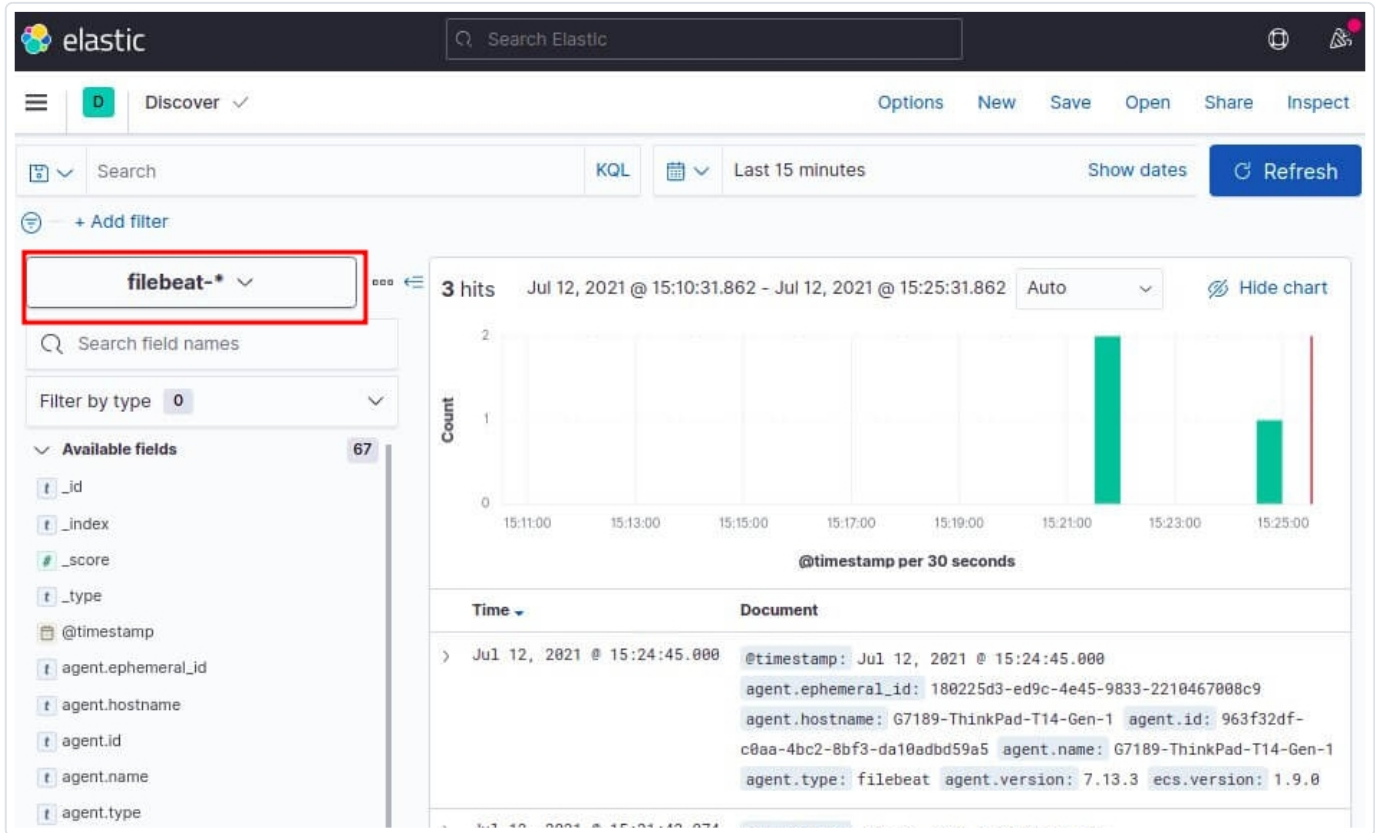 elastic
Search Elastic
D
Discover
Options New Save Open Share Inspect
Search
KQL
Last 15 minutes
Show dates
Refresh
+ Add filter
filebeat-*
Search field names
Filter by type 0
Available fields 67
t _id
t _index
# _score
t _type
@timestamp
t agent.ephemeral_id
t agent.hostname
t agent.id
t agent.name
t agent.type
3 hits
Jul 12, 2021 @ 15:10:31.862 - Jul 12, 2021 @ 15:25:31.862
Auto
Hide chart
2
1
0
Count
15:11:00 15:13:00 15:15:00 15:17:00 15:19:00 15:21:00 15:23:00 15:25:00
@timestamp per 30 seconds
Time Document
Jul 12, 2021 @ 15:24:45.000
@timestamp: Jul 12, 2021 @ 15:24:45.000
agent.ephemeral_id: 180225d3-ed9c-4e45-9833-2210467008c9
agent.hostname: G7189-ThinkPad-T14-Gen-1 agent.id: 963f32df-
c0aa-4bc2-8bf3-da10adbd59a5 agent.name: G7189-ThinkPad-T14-Gen-1
agent.type: filebeat agent.version: 7.13.3 ecs.version: 1.9.0